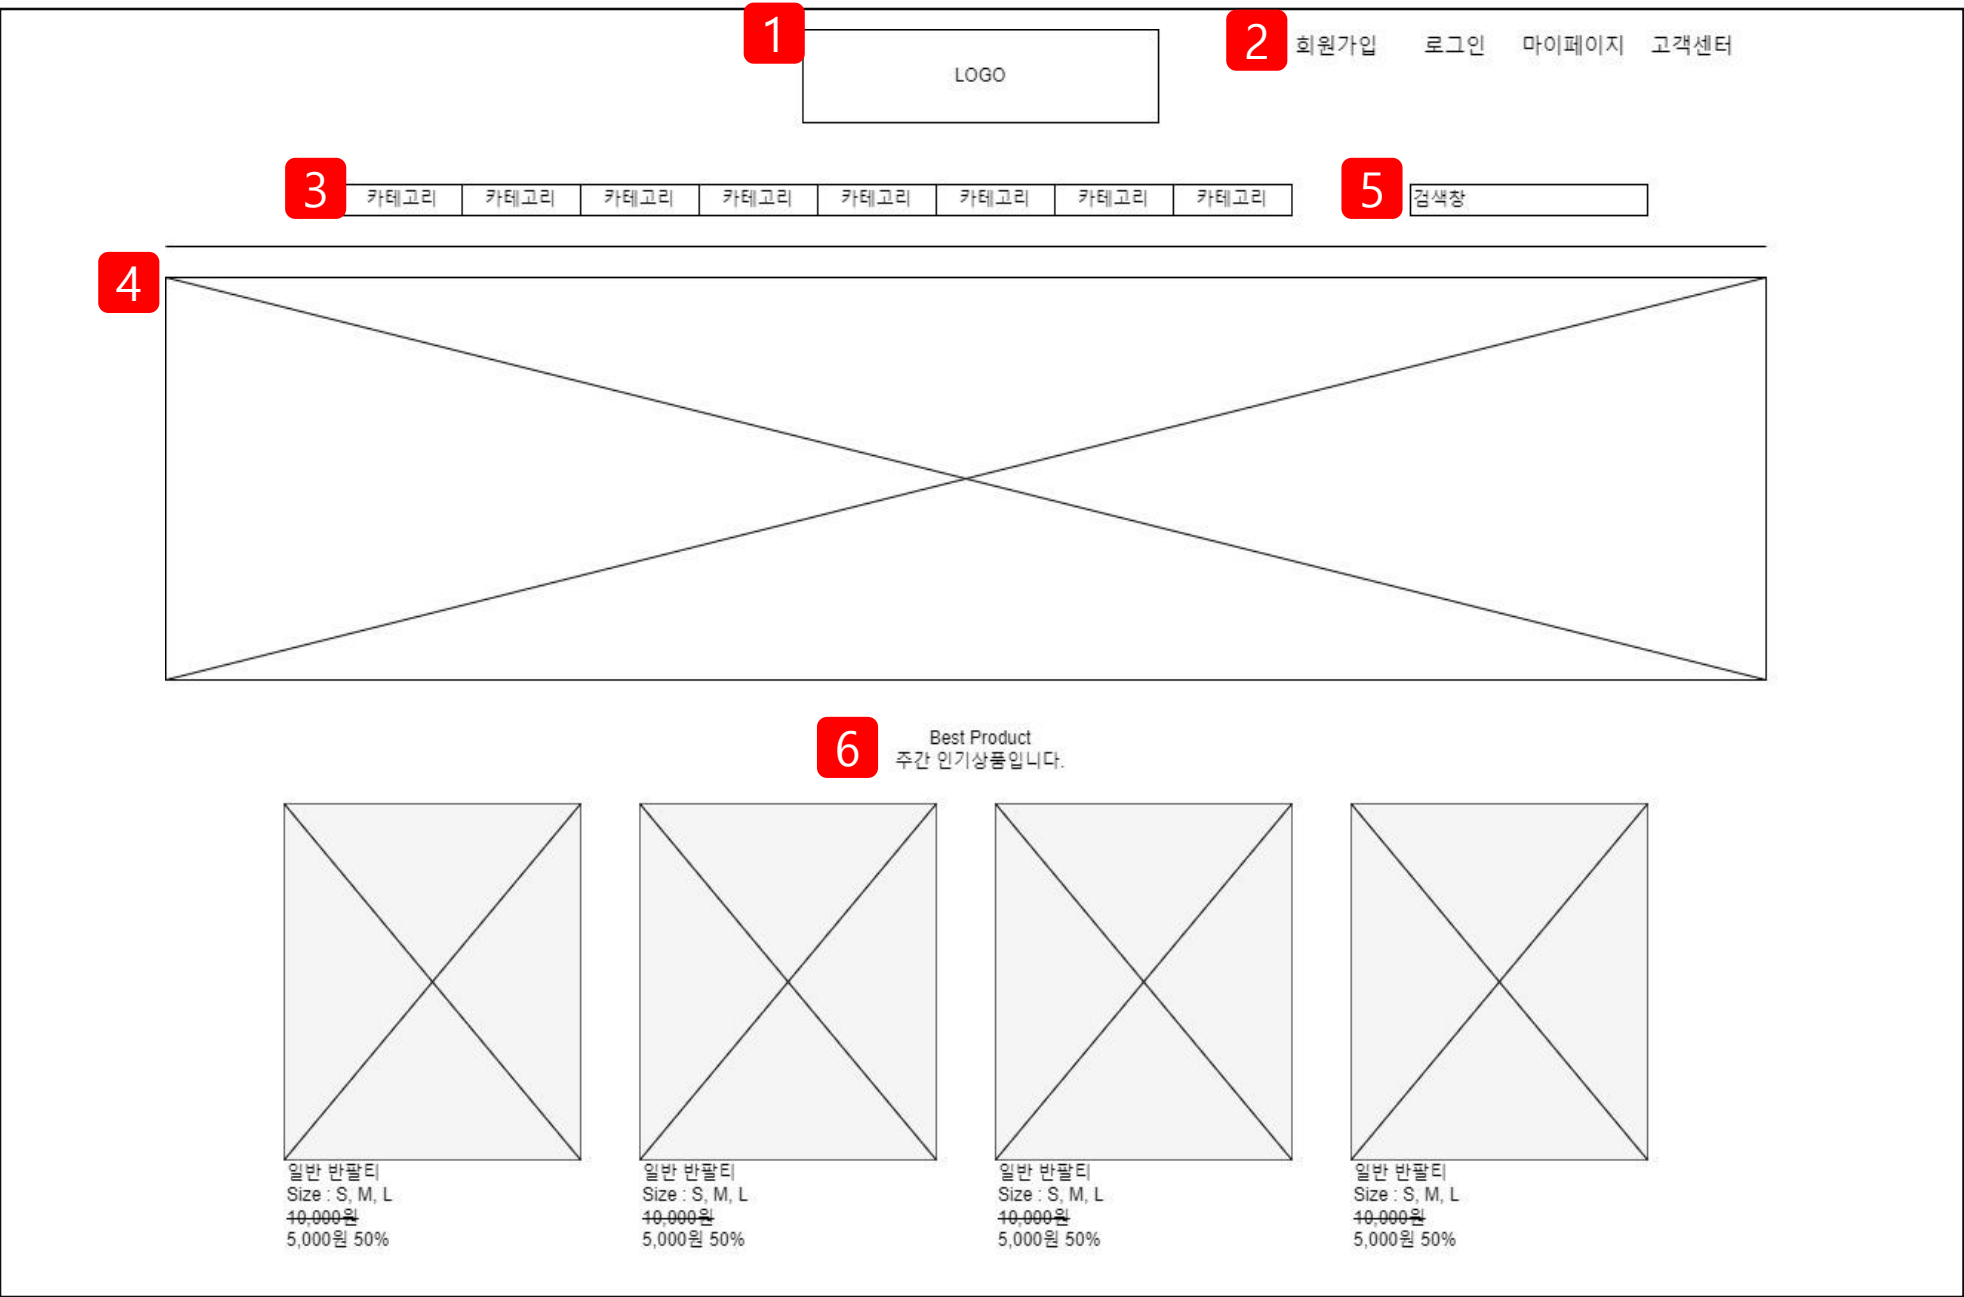 1
LOGO
2
회원가입 로그인 마이페이지 고객센터
3
카테고리 카테고리 카테고리 카테고리 카테고리 카테고리 카테고리 카테고리
5
검색창
4
6
Best Product
주간 인기상품입니다.
일반 반팔티
Size : S, M, L
10,000원
5,000원 50%
일반 반팔티
Size : S, M, L
10,000원
5,000원 50%
일반 반팔티
Size : S, M, L
10,000원
5,000원 50%
일반 반팔티
Size : S, M, L
10,000원
5,000원 50%